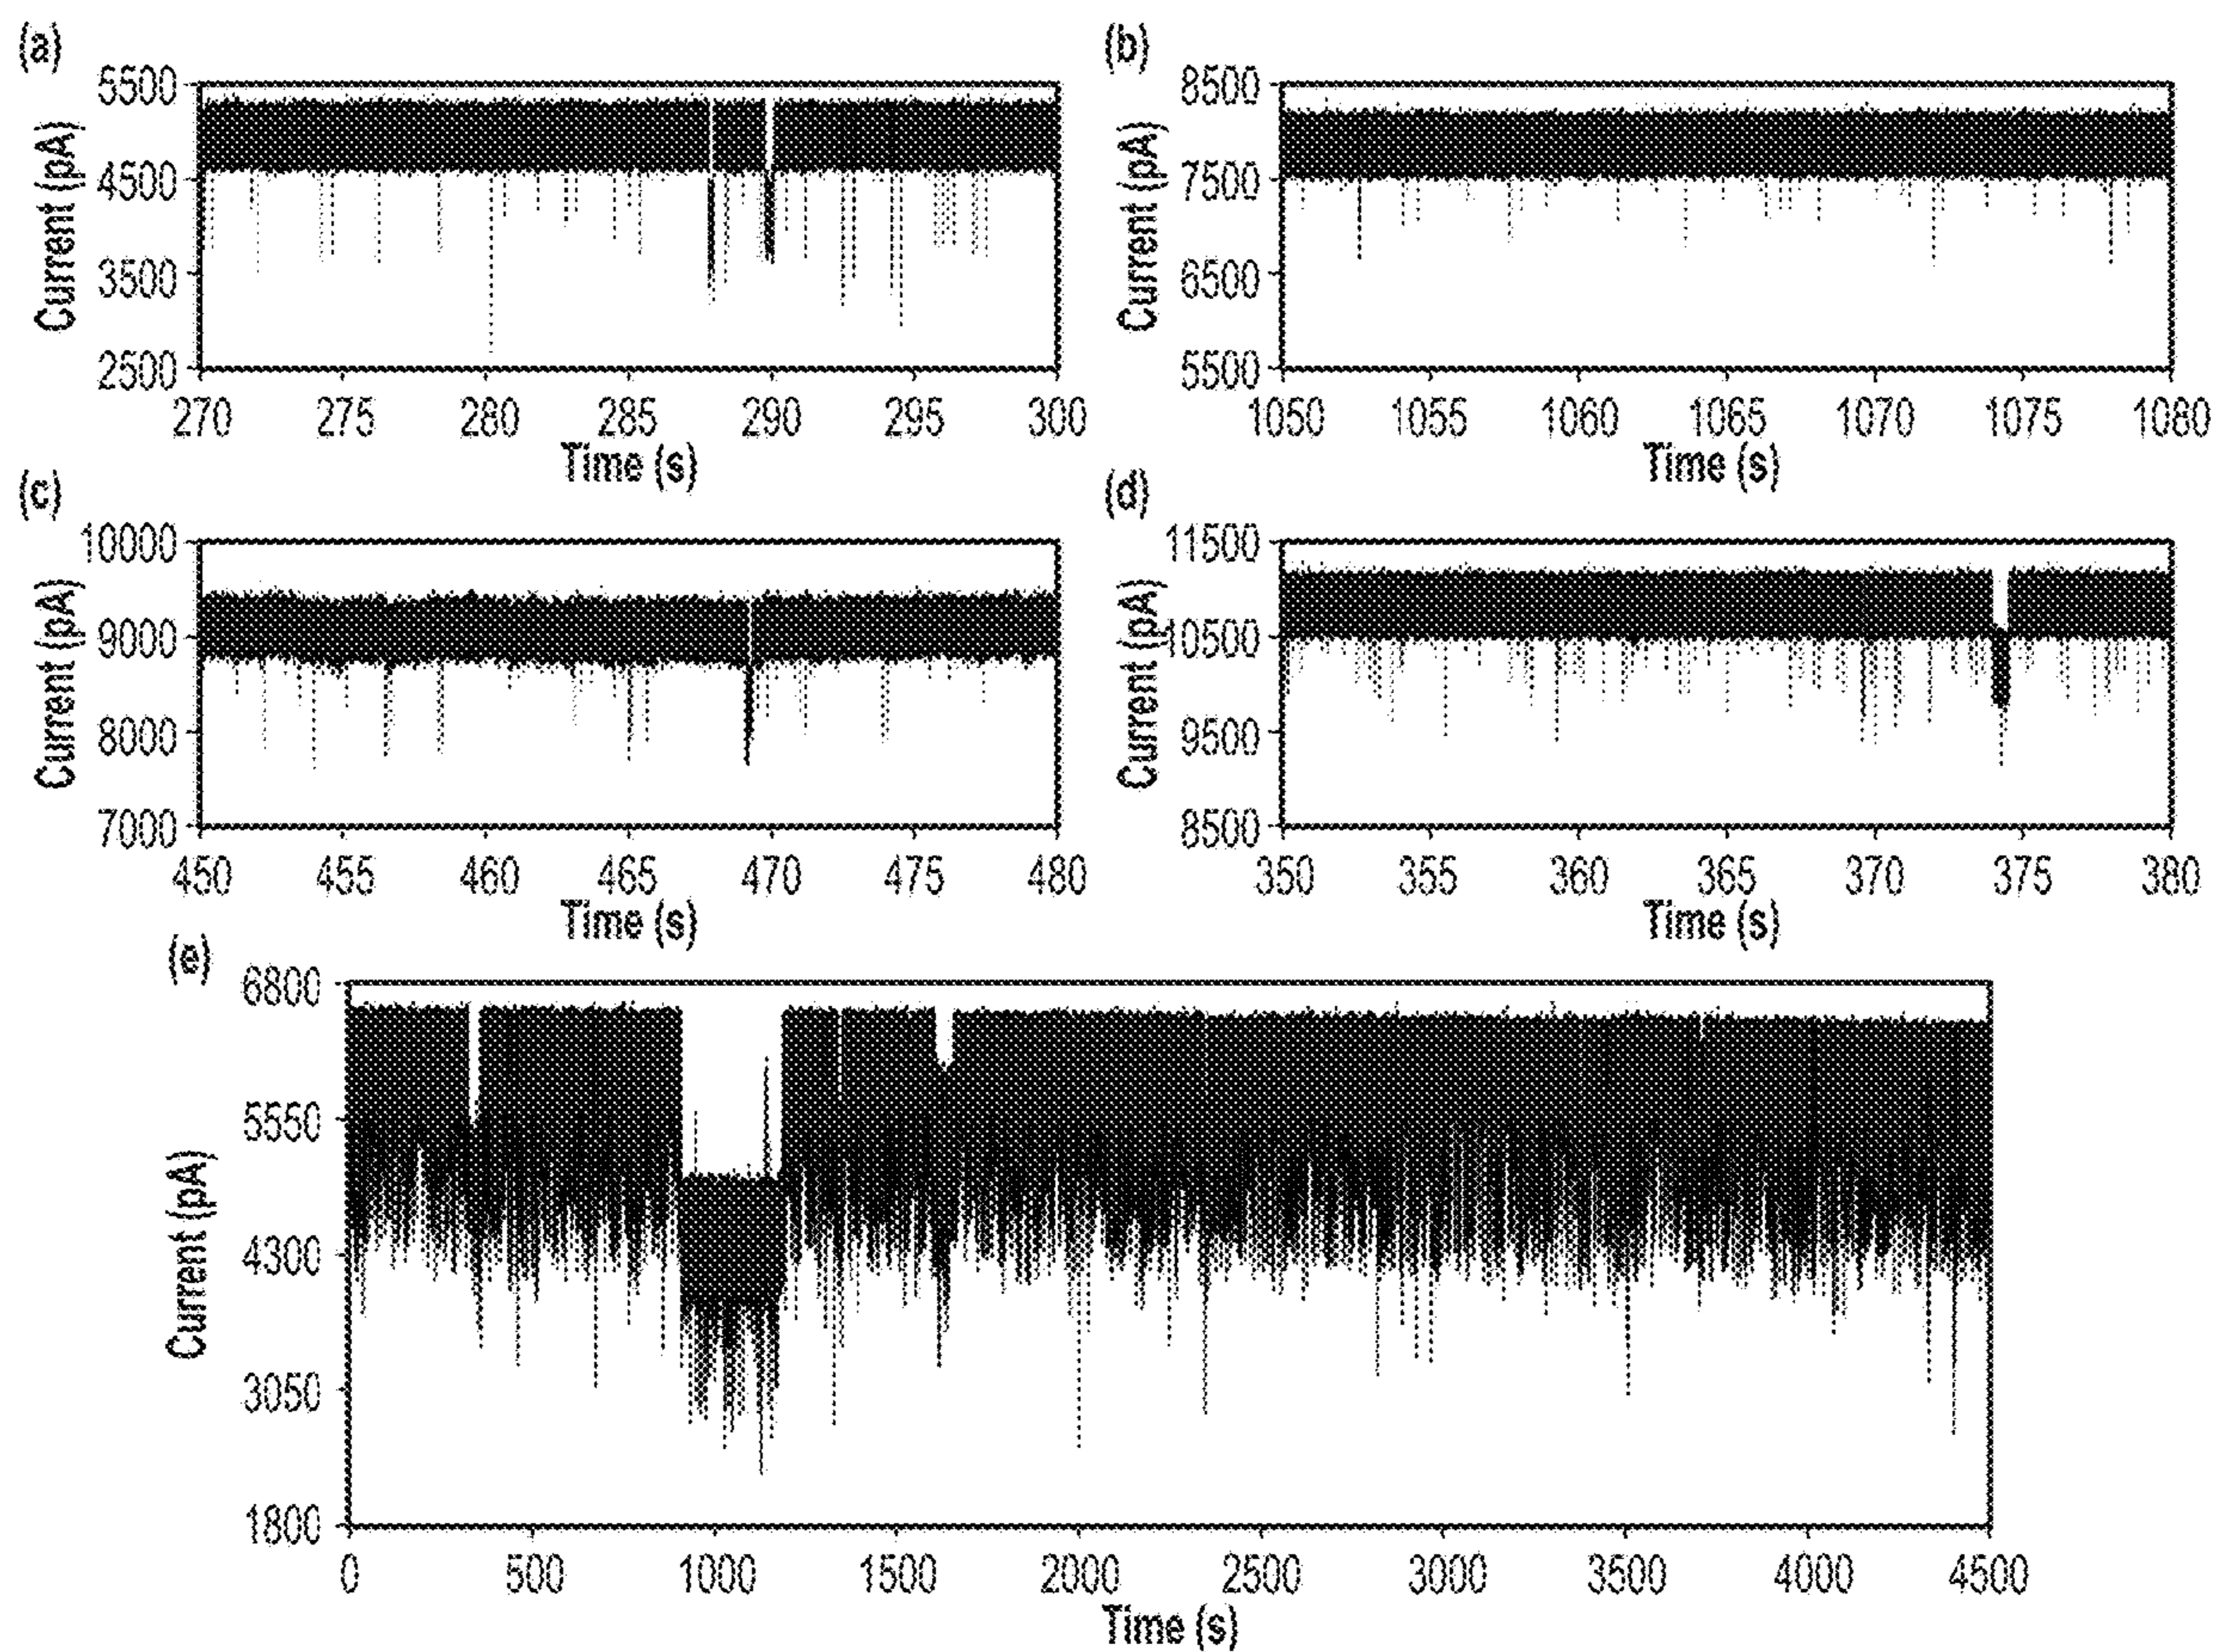 (a)
5500
4500
3500
2500
Current (pA)
270 275 280 285 290 295 300
Time (s)
(b)
8500
7500
6500
5500
Current (pA)
1050 1055 1060 1065 1070 1075 1080
Time (s)
(c)
10000
9000
8000
7000
Current (pA)
450 455 460 465 470 475 480
Time (s)
(d)
11500
10500
9500
8500
Current (pA)
350 355 360 365 370 375 380
Time (s)
(e)
6800
5550
4300
3050
1800
Current (pA)
0 500 1000 1500 2000 2500 3000 3500 4000 4500
Time (s)